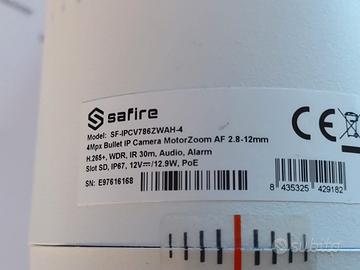 safire
Model: SF-IPCV786ZWAH-4
4Mpx Bullet IP Camera MotorZoom AF 2.8-12mm
H.265+, WDR, IR 30m, Audio, Alarm
Slot SD, IP67, 12V⎓/12.9W, PoE
SN: E97616168
8 435325 429182
subito